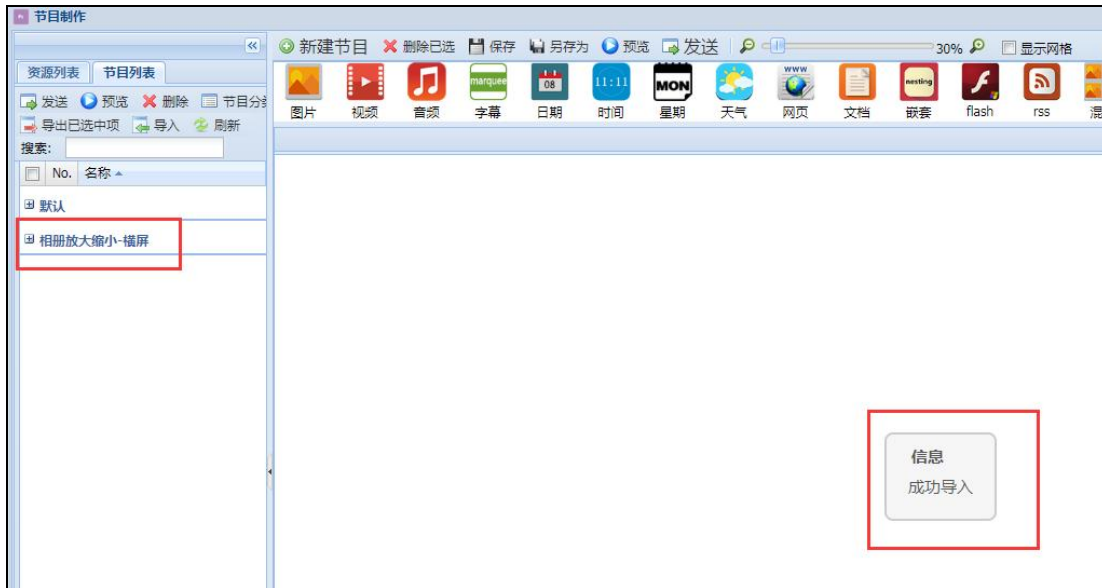 节目制作
资源列表 节目列表
发送 预览 删除 节目分
导出已选中项 导入 刷新
搜索:
No. 名称
默认
相册放大缩小-橫屏
新建节目 删除已选 保存 另存为 预览 发送 30% 显示网格
marquee 08 11:11 MON WWW nesting
图片 视频 音频 字幕 日期 时间 星期 天气 网页 文档 嵌套 flash rss 混
信息
成功导入